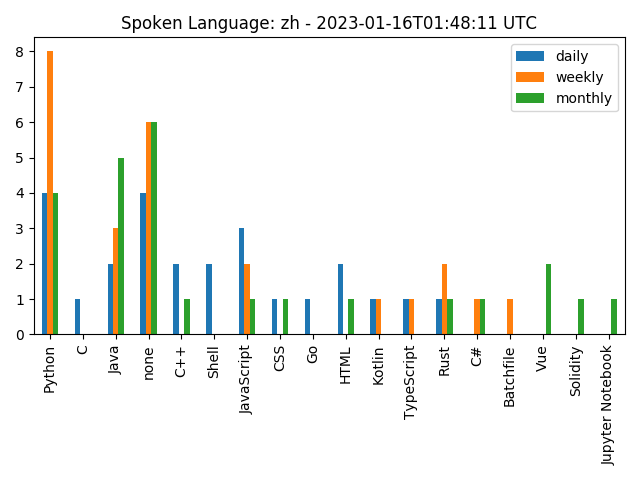 Spoken Language: zh - 2023-01-16T01:48:11 UTC
daily
weekly
monthly
8
7
6
5
4
3
2
1
0
Python
C
Java
none
C++
Shell
JavaScript
CSS
Go
HTML
Kotlin
TypeScript
Rust
C#
Batchfile
Vue
Solidity
Jupyter Notebook